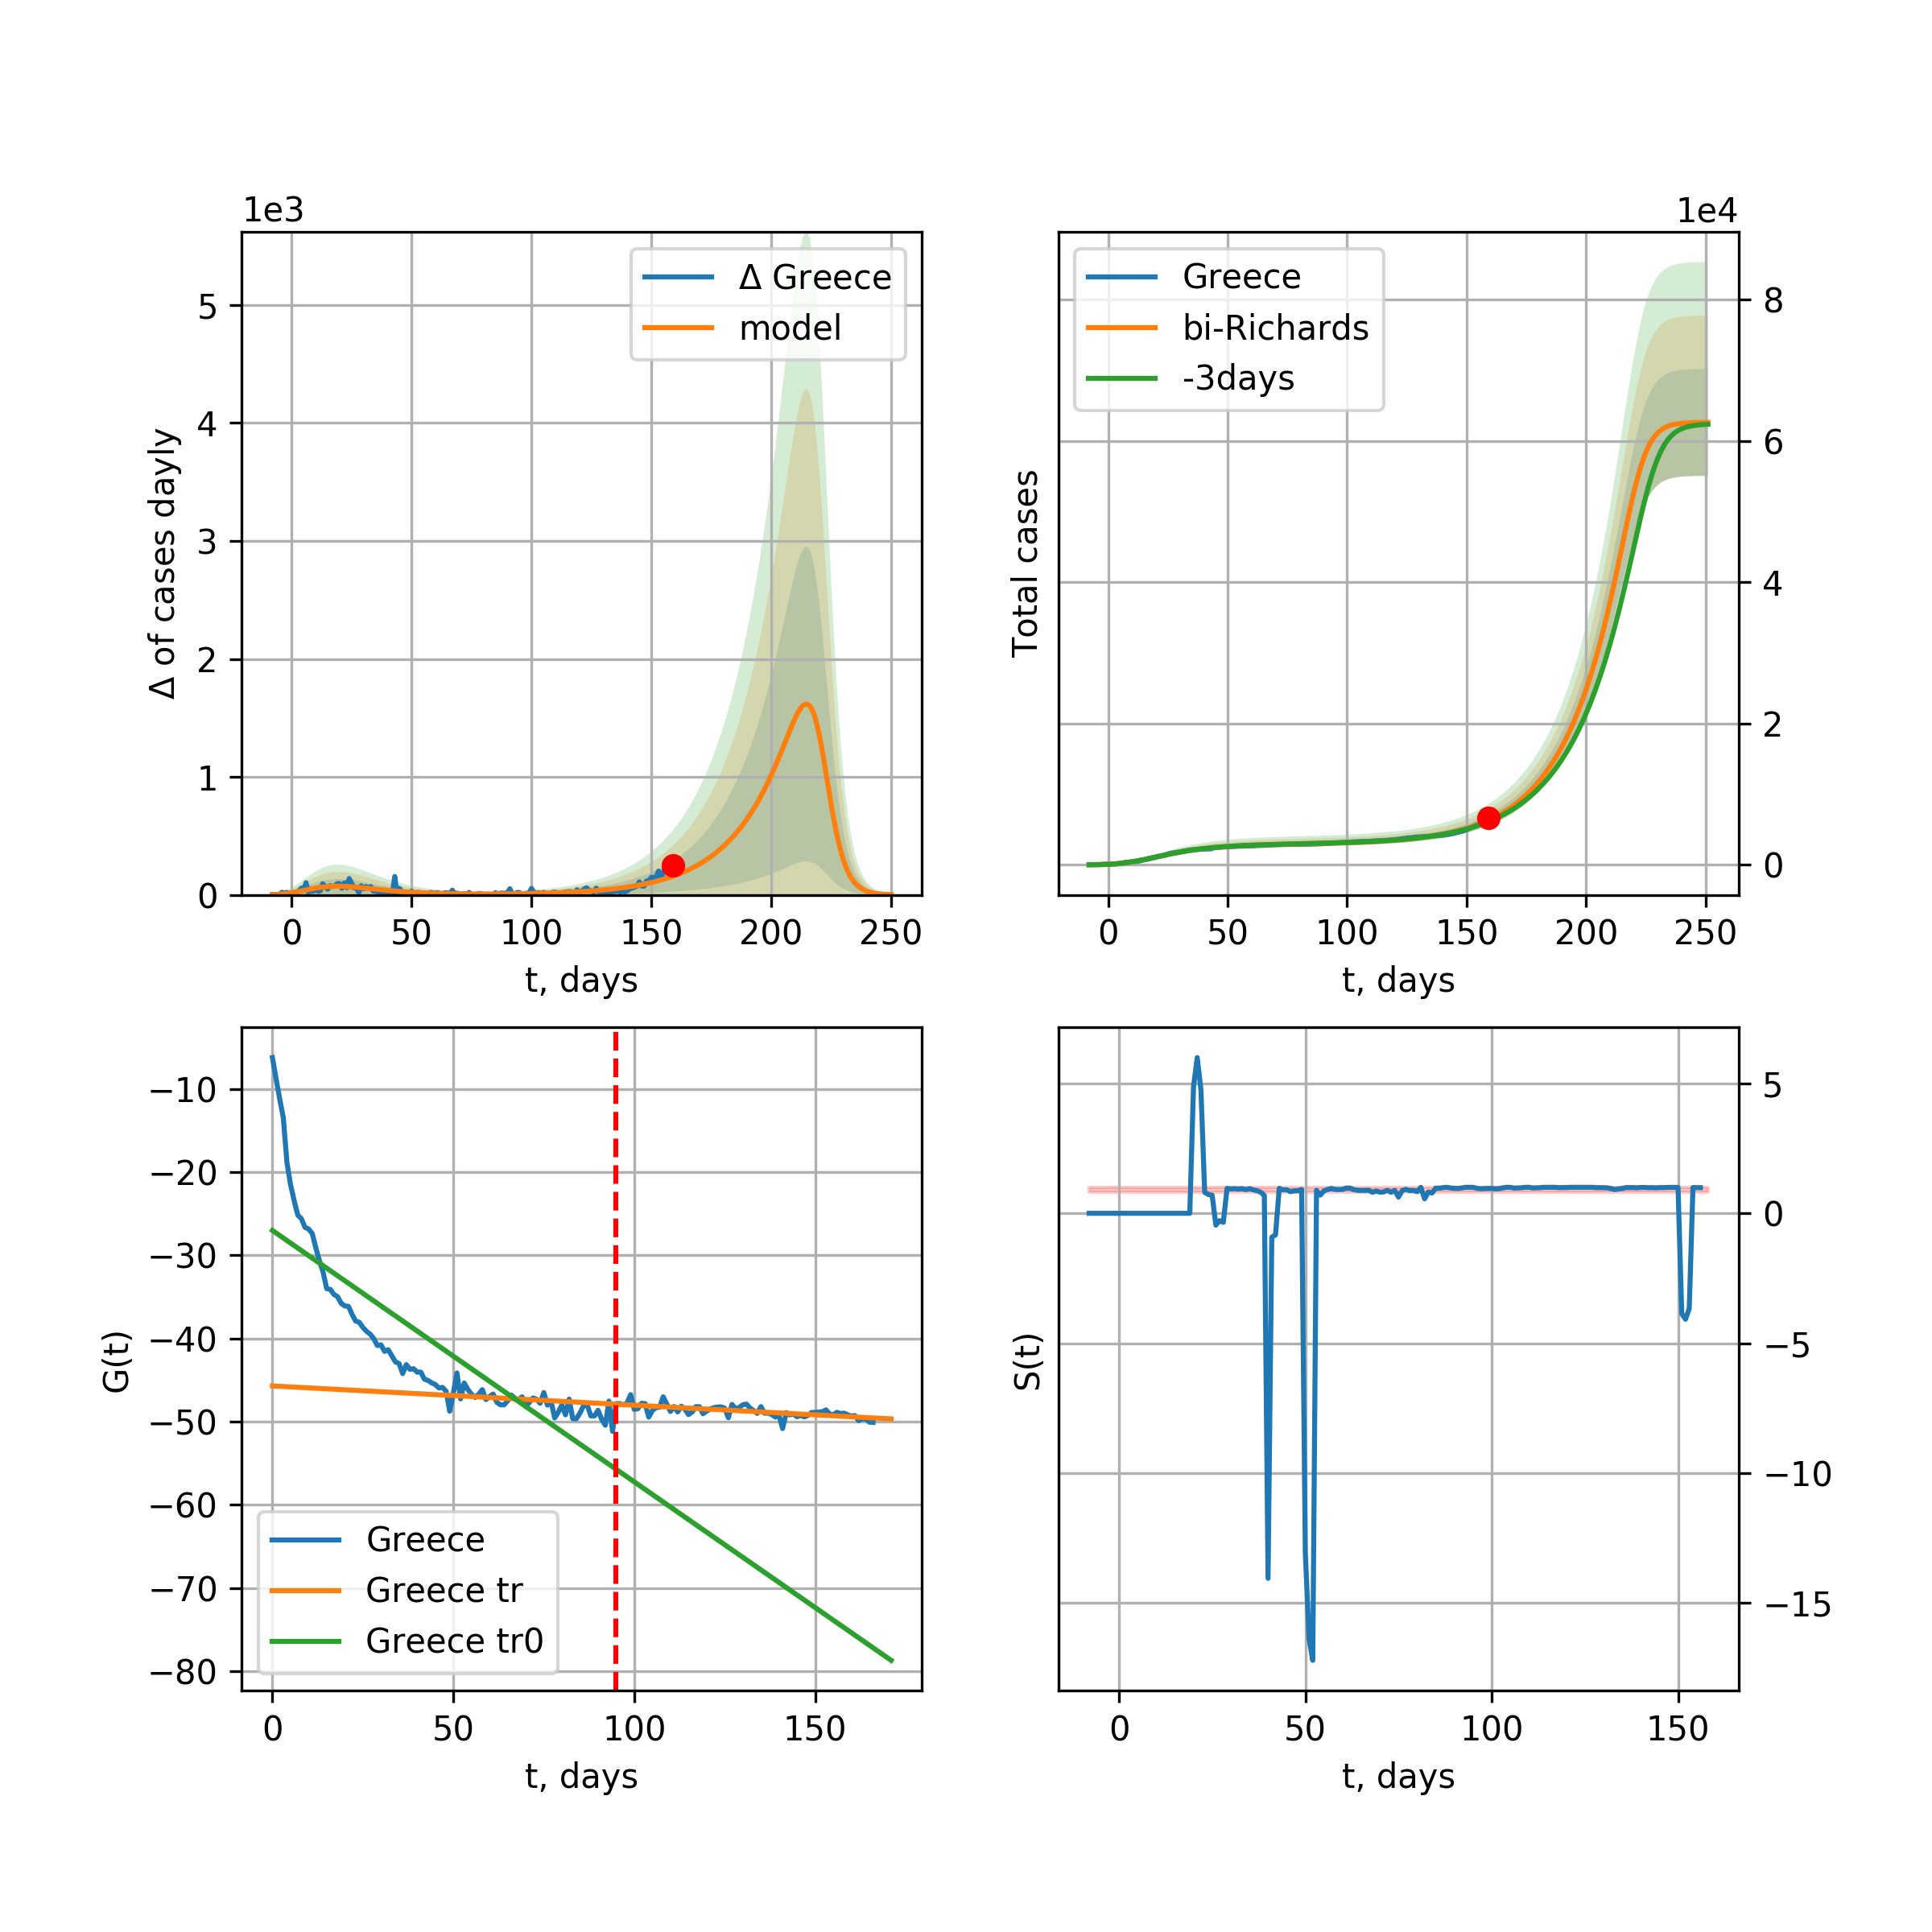 1e3
Δ of cases dayly
5
4
3
2
1
0
Δ Greece
model
0 50 100 150 200 250
t, days
1e4
Total cases
Greece
bi-Richards
-3days
8
6
4
2
0
0 50 100 150 200 250
t, days
G(t)
−10
−20
−30
−40
−50
−60
−70
−80
Greece
Greece tr
Greece tr0
0 50 100 150
t, days
S(t)
5
0
−5
−10
−15
0 50 100 150
t, days